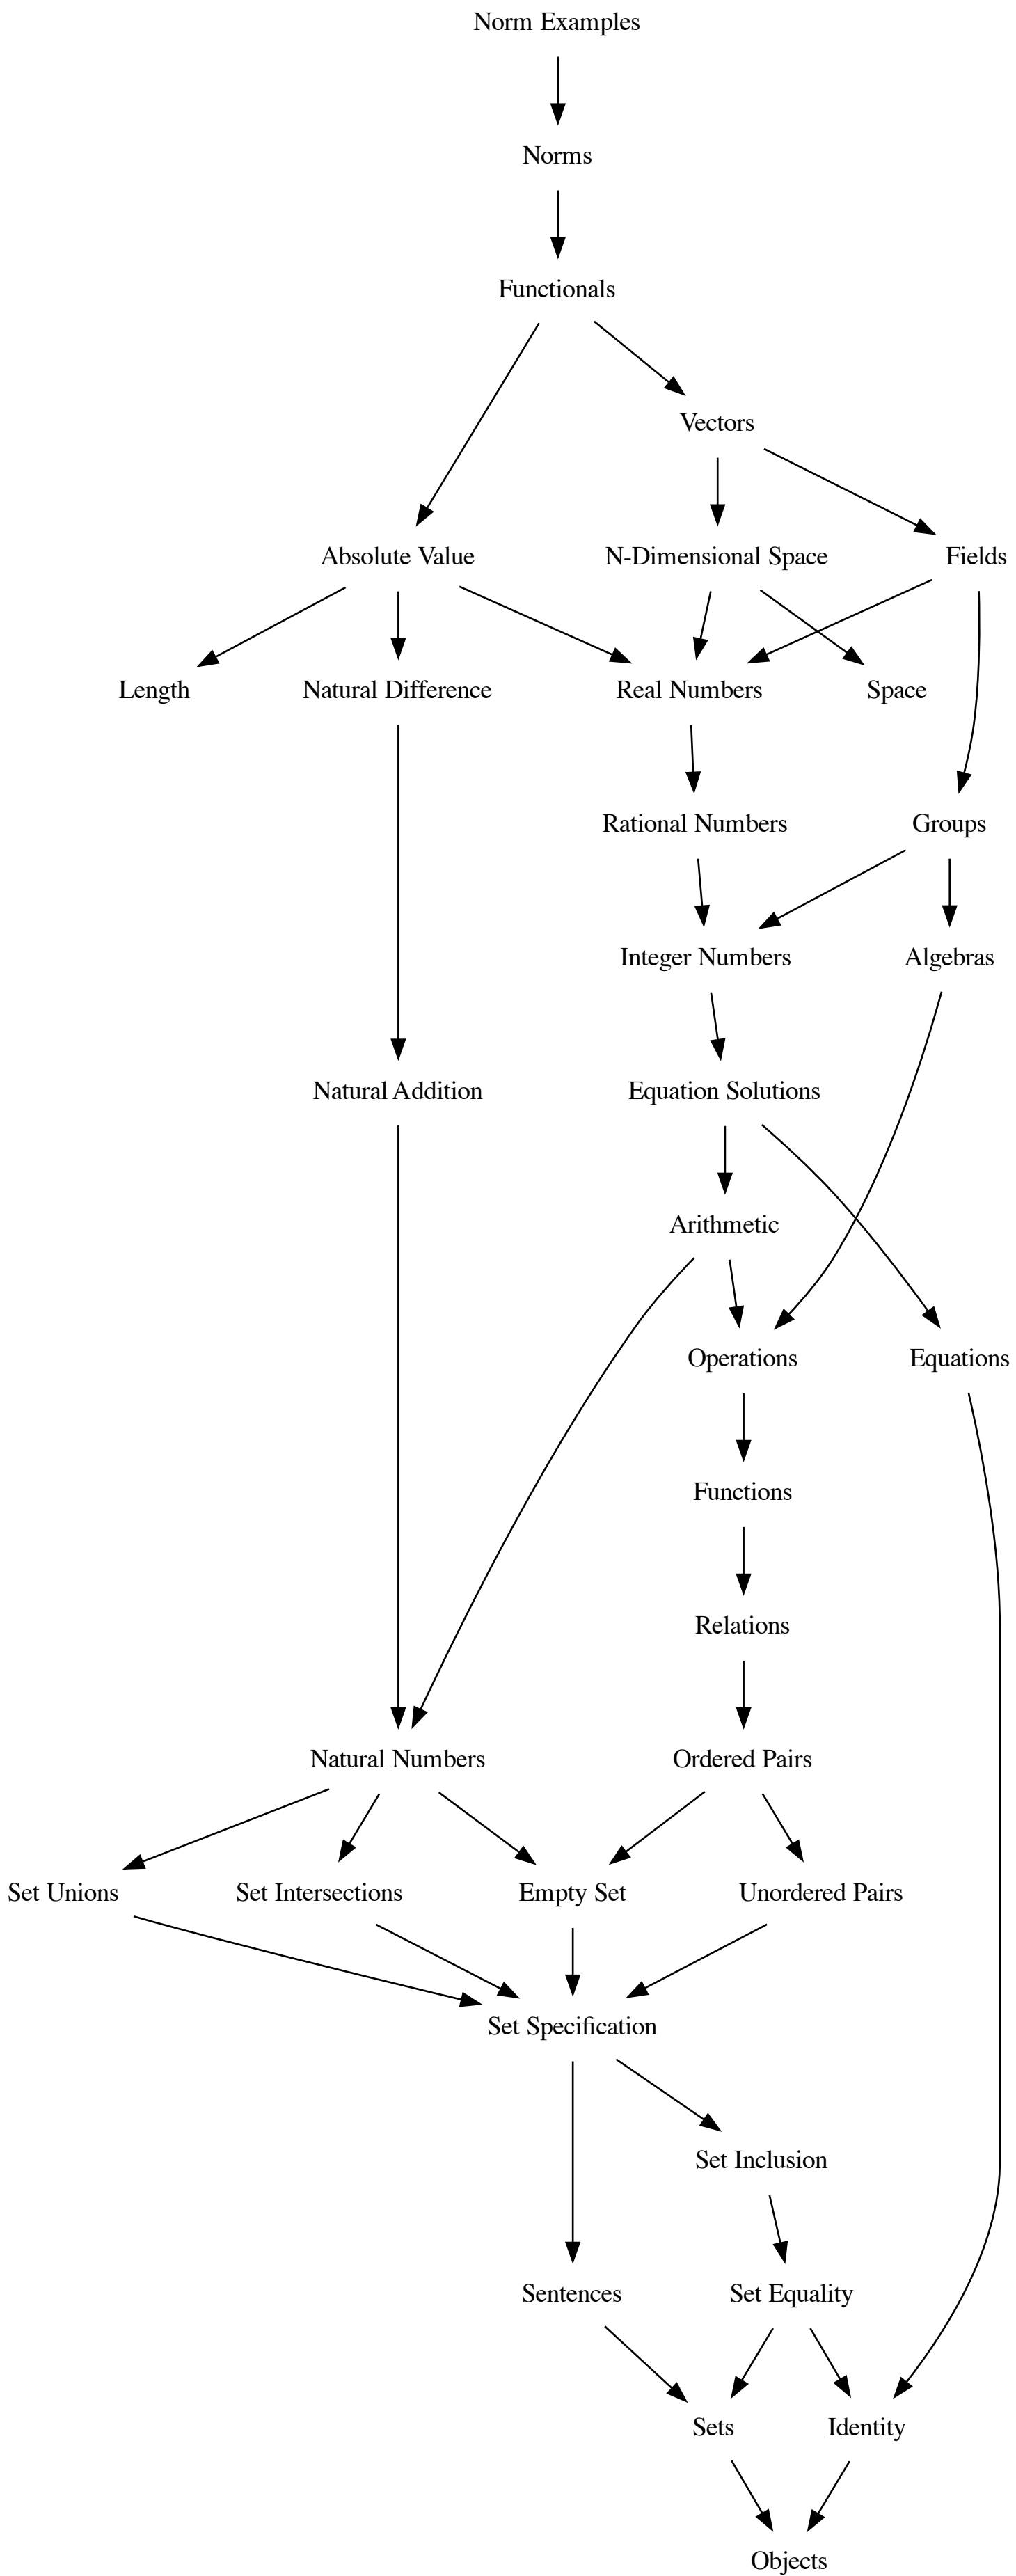 Norm Examples
Norms
Functionals
Vectors
Absolute Value
N-Dimensional Space
Fields
Length
Natural Difference
Real Numbers
Space
Rational Numbers
Groups
Integer Numbers
Algebras
Natural Addition
Equation Solutions
Arithmetic
Operations
Equations
Functions
Relations
Natural Numbers
Ordered Pairs
Set Unions
Set Intersections
Empty Set
Unordered Pairs
Set Specification
Set Inclusion
Sentences
Set Equality
Sets
Identity
Objects